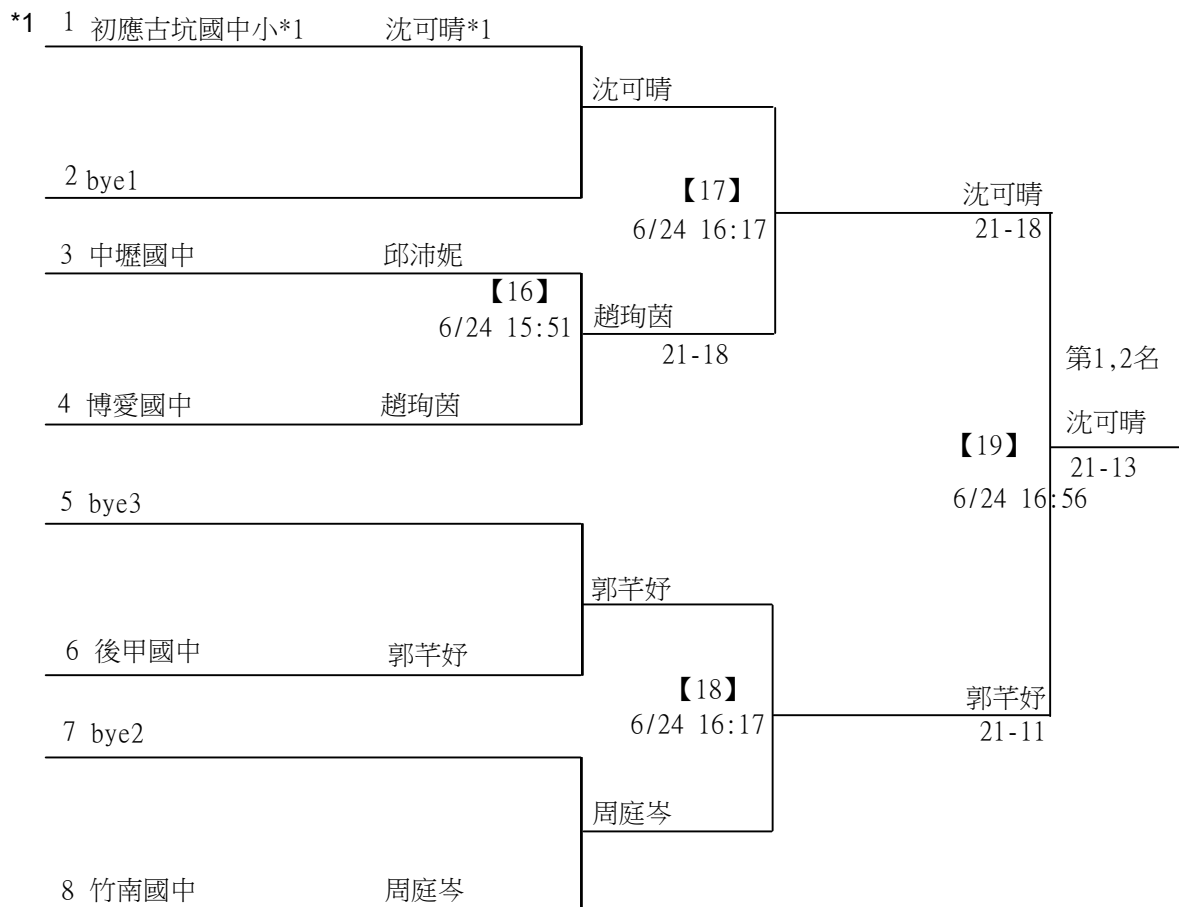 *1 1 初應古坑國中小*1 沈可晴*1
沈可晴
2 bye1
【17】
6/24 16:17
沈可晴
21-18
3 中壢國中 邱沛妮
【16】
6/24 15:51
趙珣茵
21-18
4 博愛國中 趙珣茵
第1,2名
沈可晴
21-13
【19】
6/24 16:56
5 bye3
郭芊妤
6 後甲國中 郭芊妤
【18】
6/24 16:17
郭芊妤
21-11
7 bye2
周庭岑
8 竹南國中 周庭岑